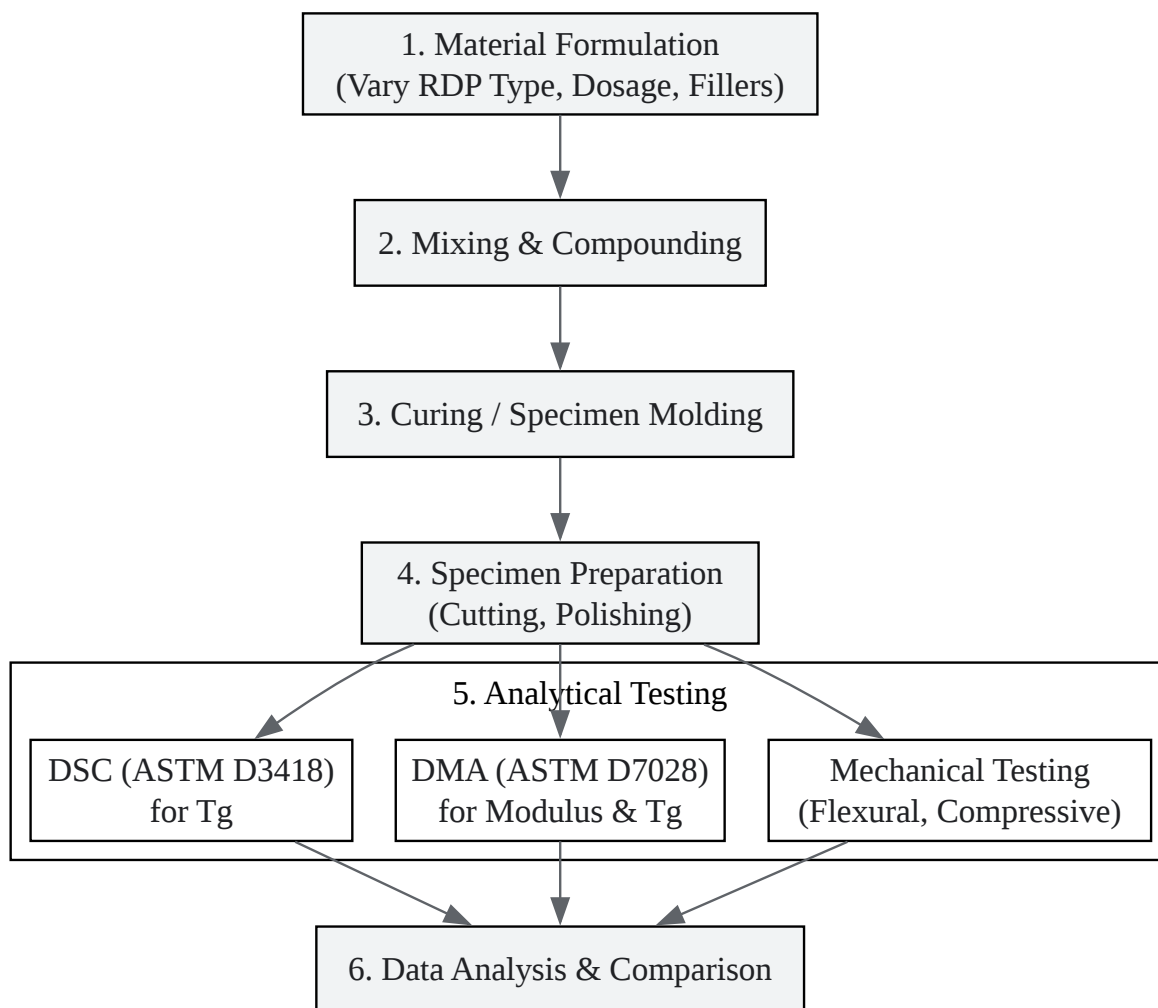 1. Material Formulation
(Vary RDP Type, Dosage, Fillers)
2. Mixing & Compounding
3. Curing / Specimen Molding
4. Specimen Preparation
(Cutting, Polishing)
5. Analytical Testing
DSC (ASTM D3418)
for Tg
DMA (ASTM D7028)
for Modulus & Tg
Mechanical Testing
(Flexural, Compressive)
6. Data Analysis & Comparison